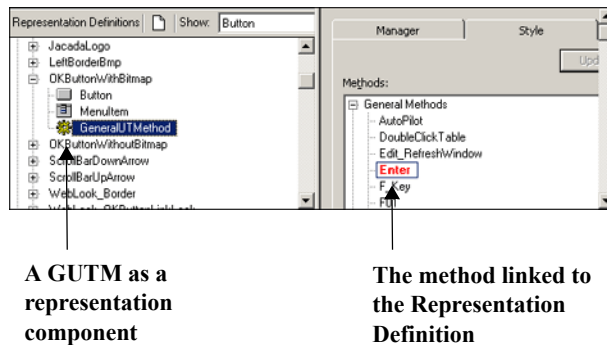 Representation Definitions Show: Button
JacadaLogo
LeftBorderBmp
OKButtonWithBitmap
Button
MenuItem
GeneralUTMethod
OKButtonWithoutBitmap
ScrollBarDownArrow
ScrollBarUpArrow
WebLook_Border
Manager Style
Upd
Methods:
General Methods
AutoPilot
DoubleClickTable
Edit_RefreshWindow
Enter
F_Key
A GUTM as a
representation
component
The method linked to
the Representation
Definition